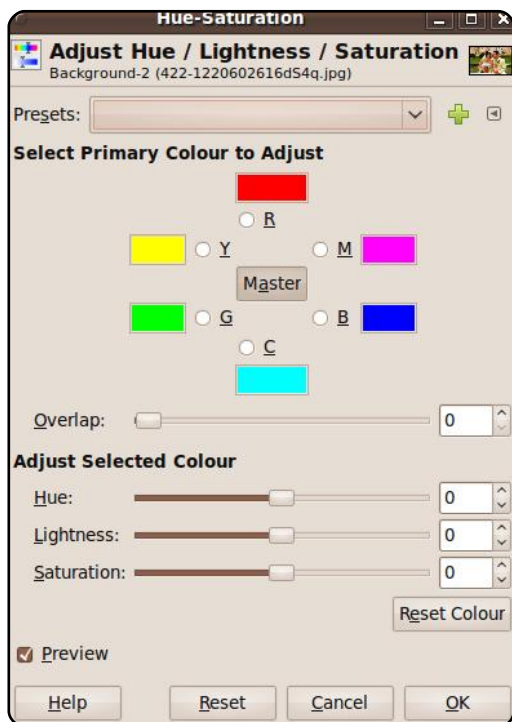 Hue-Saturation
Adjust Hue / Lightness / Saturation
Background-2 (422-1220602616dS4q.jpg)
Presets:
Select Primary Colour to Adjust
R
Y M
Master
G B
C
Overlap: 0
Adjust Selected Colour
Hue: 0
Lightness: 0
Saturation: 0
Reset Colour
Preview
Help Reset Cancel OK